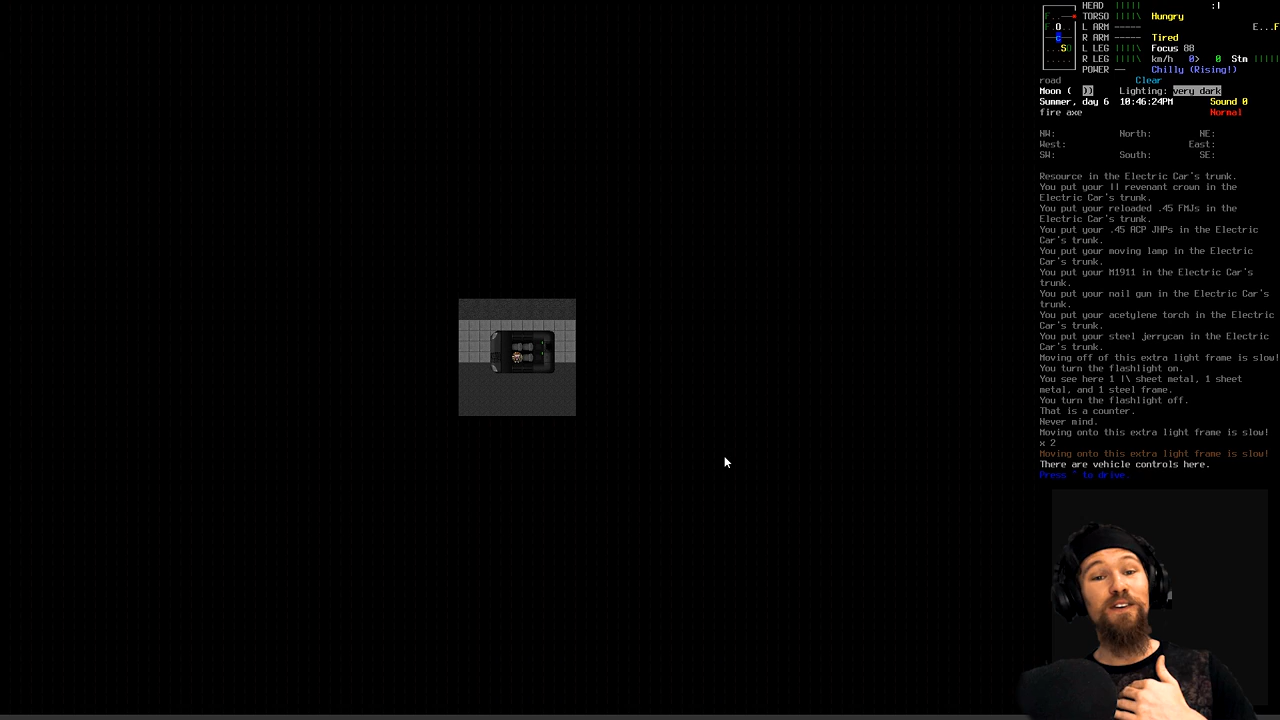 HEAD |||||  :|
F..  TORSO ||||\ Hungry
F.O.. L ARM ----- E...F
C R ARM ----- Tired
...S L LEG ||||\ Focus 88
..... R LEG ||||\ km/h 0> 0 Stm |||||
POWER -- Chilly (Rising!)
road Clear
Moon ( )) Lighting: very dark
Summer, day 6 10:46:24PM Sound 0
fire axe Normal
NW: North: NE:
West: East:
SW: South: SE:
Resource in the Electric Car's trunk.
You put your || revenant crown in the
Electric Car's trunk.
You put your reloaded .45 FMJs in the
Electric Car's trunk.
You put your .45 ACP JHPs in the Electric
Car's trunk.
You put your moving lamp in the Electric
Car's trunk.
You put your M1911 in the Electric Car's
trunk.
You put your nail gun in the Electric Car's
trunk.
You put your acetylene torch in the Electric
Car's trunk.
You put your steel jerrycan in the Electric
Car's trunk.
Moving off of this extra light frame is slow!
You turn the flashlight on.
You see here 1 |\ sheet metal, 1 sheet
metal, and 1 steel frame.
You turn the flashlight off.
That is a counter.
Never mind.
Moving onto this extra light frame is slow!
x 2
Moving onto this extra light frame is slow!
There are vehicle controls here.
Press ^ to drive.